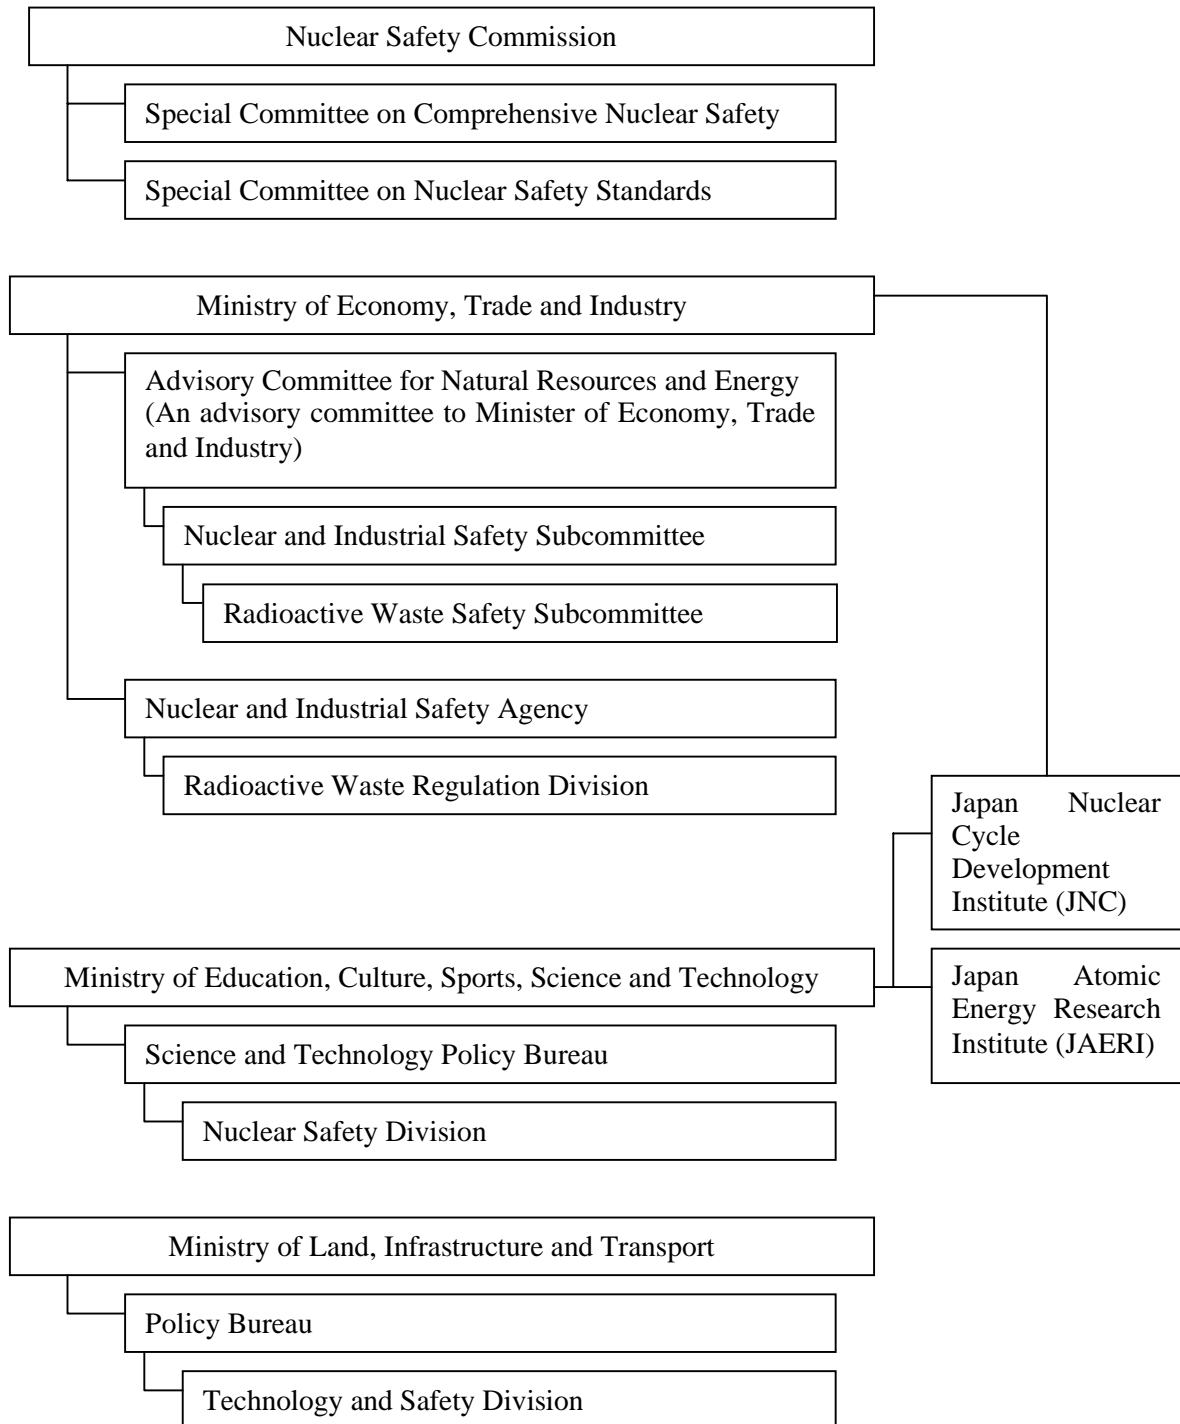 Nuclear Safety Commission
Special Committee on Comprehensive Nuclear Safety
Special Committee on Nuclear Safety Standards
Ministry of Economy, Trade and Industry
Advisory Committee for Natural Resources and Energy
(An advisory committee to Minister of Economy, Trade
and Industry)
Nuclear and Industrial Safety Subcommittee
Radioactive Waste Safety Subcommittee
Nuclear and Industrial Safety Agency
Radioactive Waste Regulation Division
Japan Nuclear
Cycle
Development
Institute (JNC)
Ministry of Education, Culture, Sports, Science and Technology
Japan Atomic
Energy Research
Institute (JAERI)
Science and Technology Policy Bureau
Nuclear Safety Division
Ministry of Land, Infrastructure and Transport
Policy Bureau
Technology and Safety Division